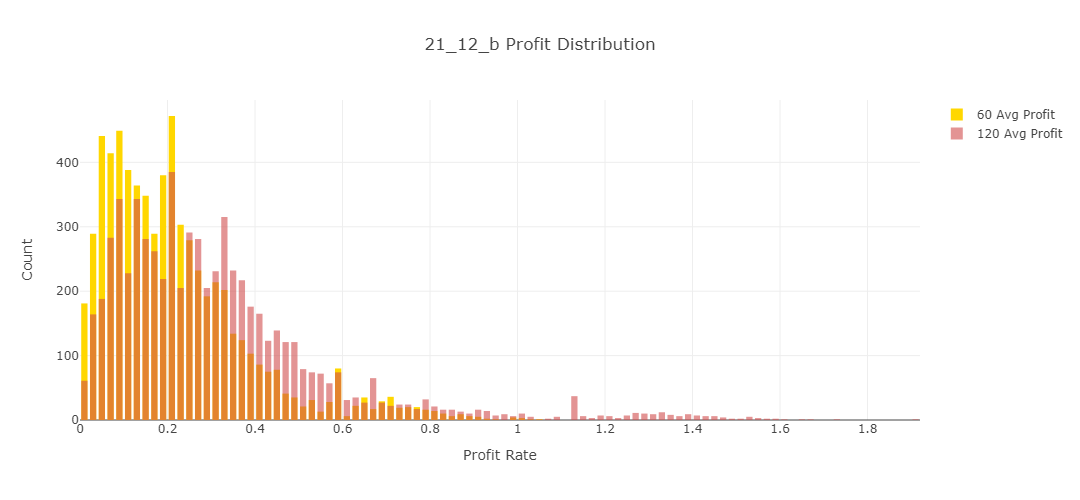 21_12_b Profit Distribution
60 Avg Profit
120 Avg Profit
Count
400
300
200
100
0
0 0.2 0.4 0.6 0.8 1 1.2 1.4 1.6 1.8
Profit Rate